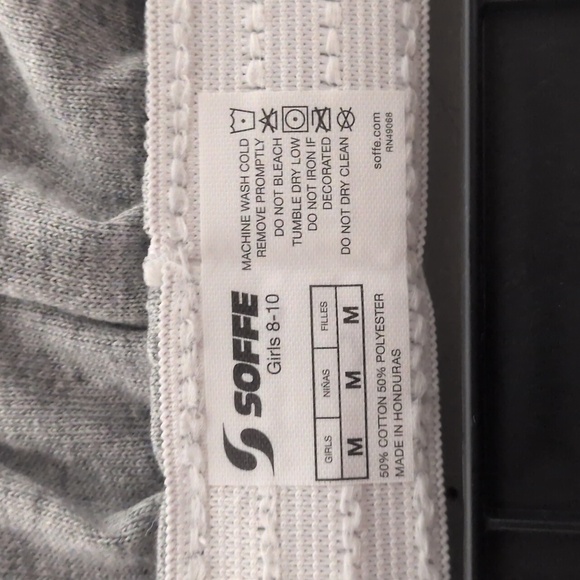 SOFFE
Girls 8-10
GIRLS NIÑAS FILLES
M M M
50% COTTON 50% POLYESTER
MADE IN HONDURAS
MACHINE WASH COLD
REMOVE PROMPTLY
DO NOT BLEACH
TUMBLE DRY LOW
DO NOT IRON IF
DECORATED
DO NOT DRY CLEAN
soffe.com
RN49068